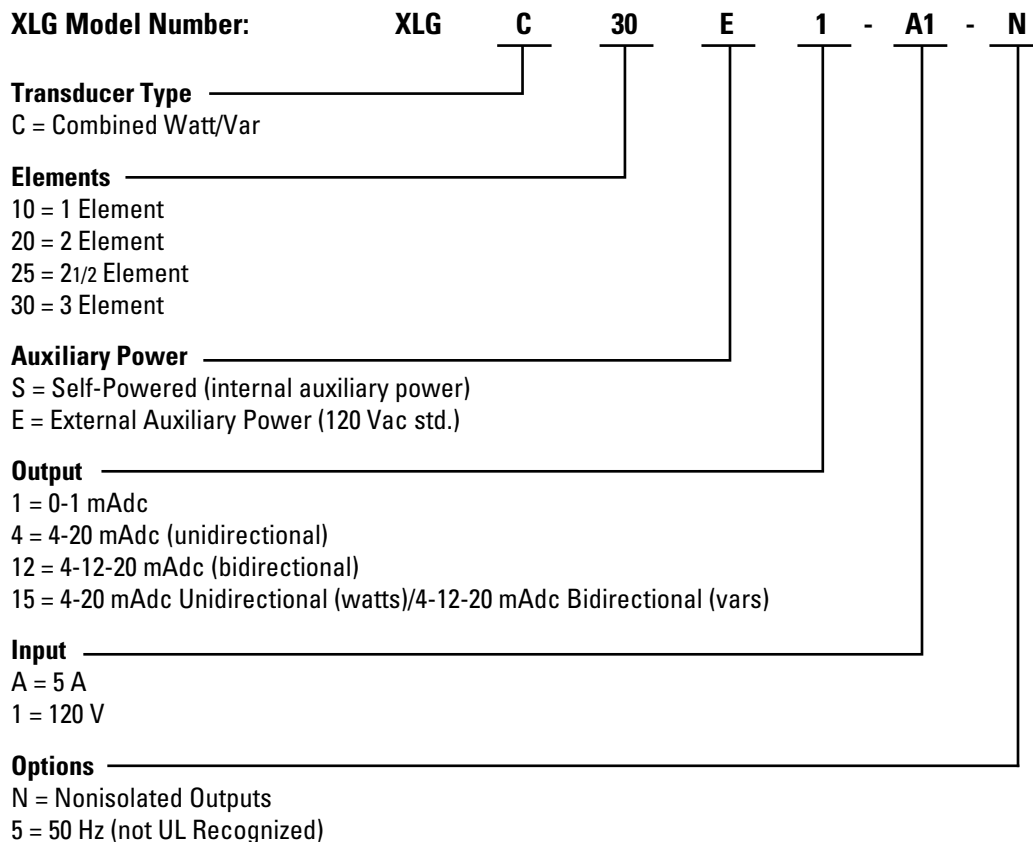 XLG Model Number: XLG C 30 E 1 - A1 - N
Transducer Type
C = Combined Watt/Var
Elements
10 = 1 Element
20 = 2 Element
25 = 21/2 Element
30 = 3 Element
Auxiliary Power
S = Self-Powered (internal auxiliary power)
E = External Auxiliary Power (120 Vac std.)
Output
1 = 0-1 mAdc
4 = 4-20 mAdc (unidirectional)
12 = 4-12-20 mAdc (bidirectional)
15 = 4-20 mAdc Unidirectional (watts)/4-12-20 mAdc Bidirectional (vars)
Input
A = 5 A
1 = 120 V
Options
N = Nonisolated Outputs
5 = 50 Hz (not UL Recognized)